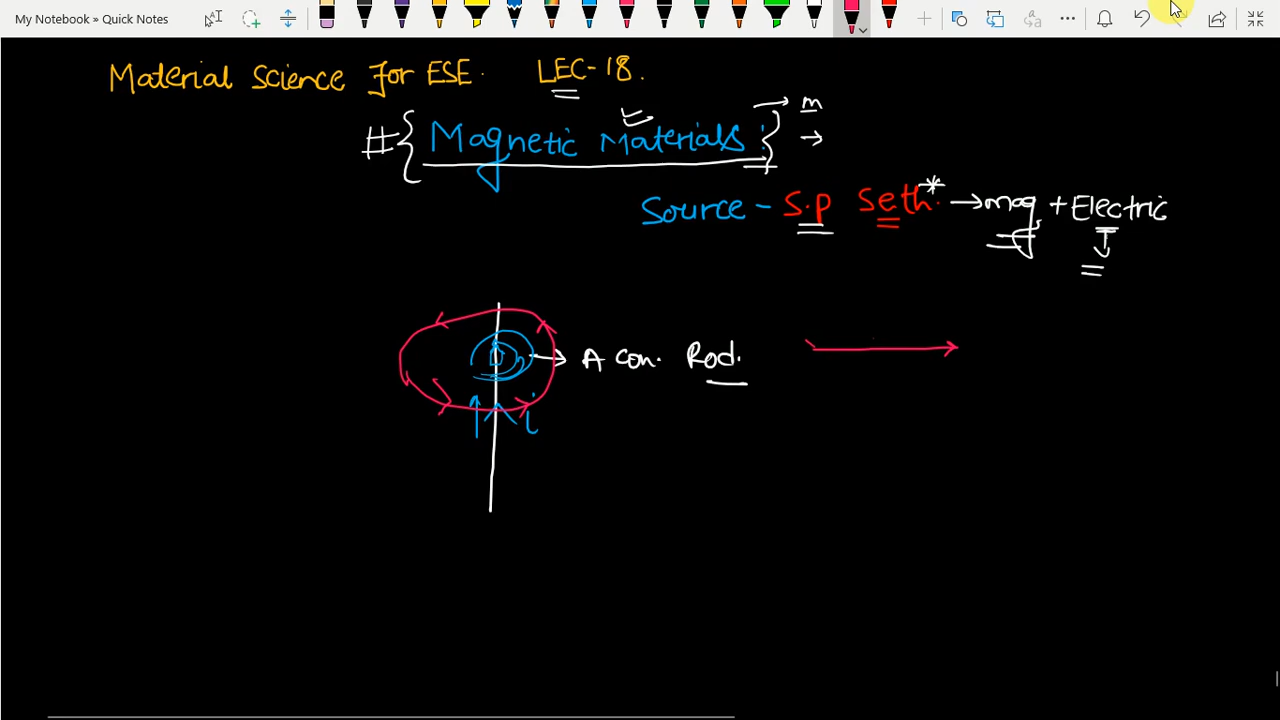 My Notebook » Quick Notes
Material Science for ESE. LEC-18.
#{Magnetic Materials:} → m
→
Source - S.P Seth* → mag + Electric
→ A con. Rod.
i